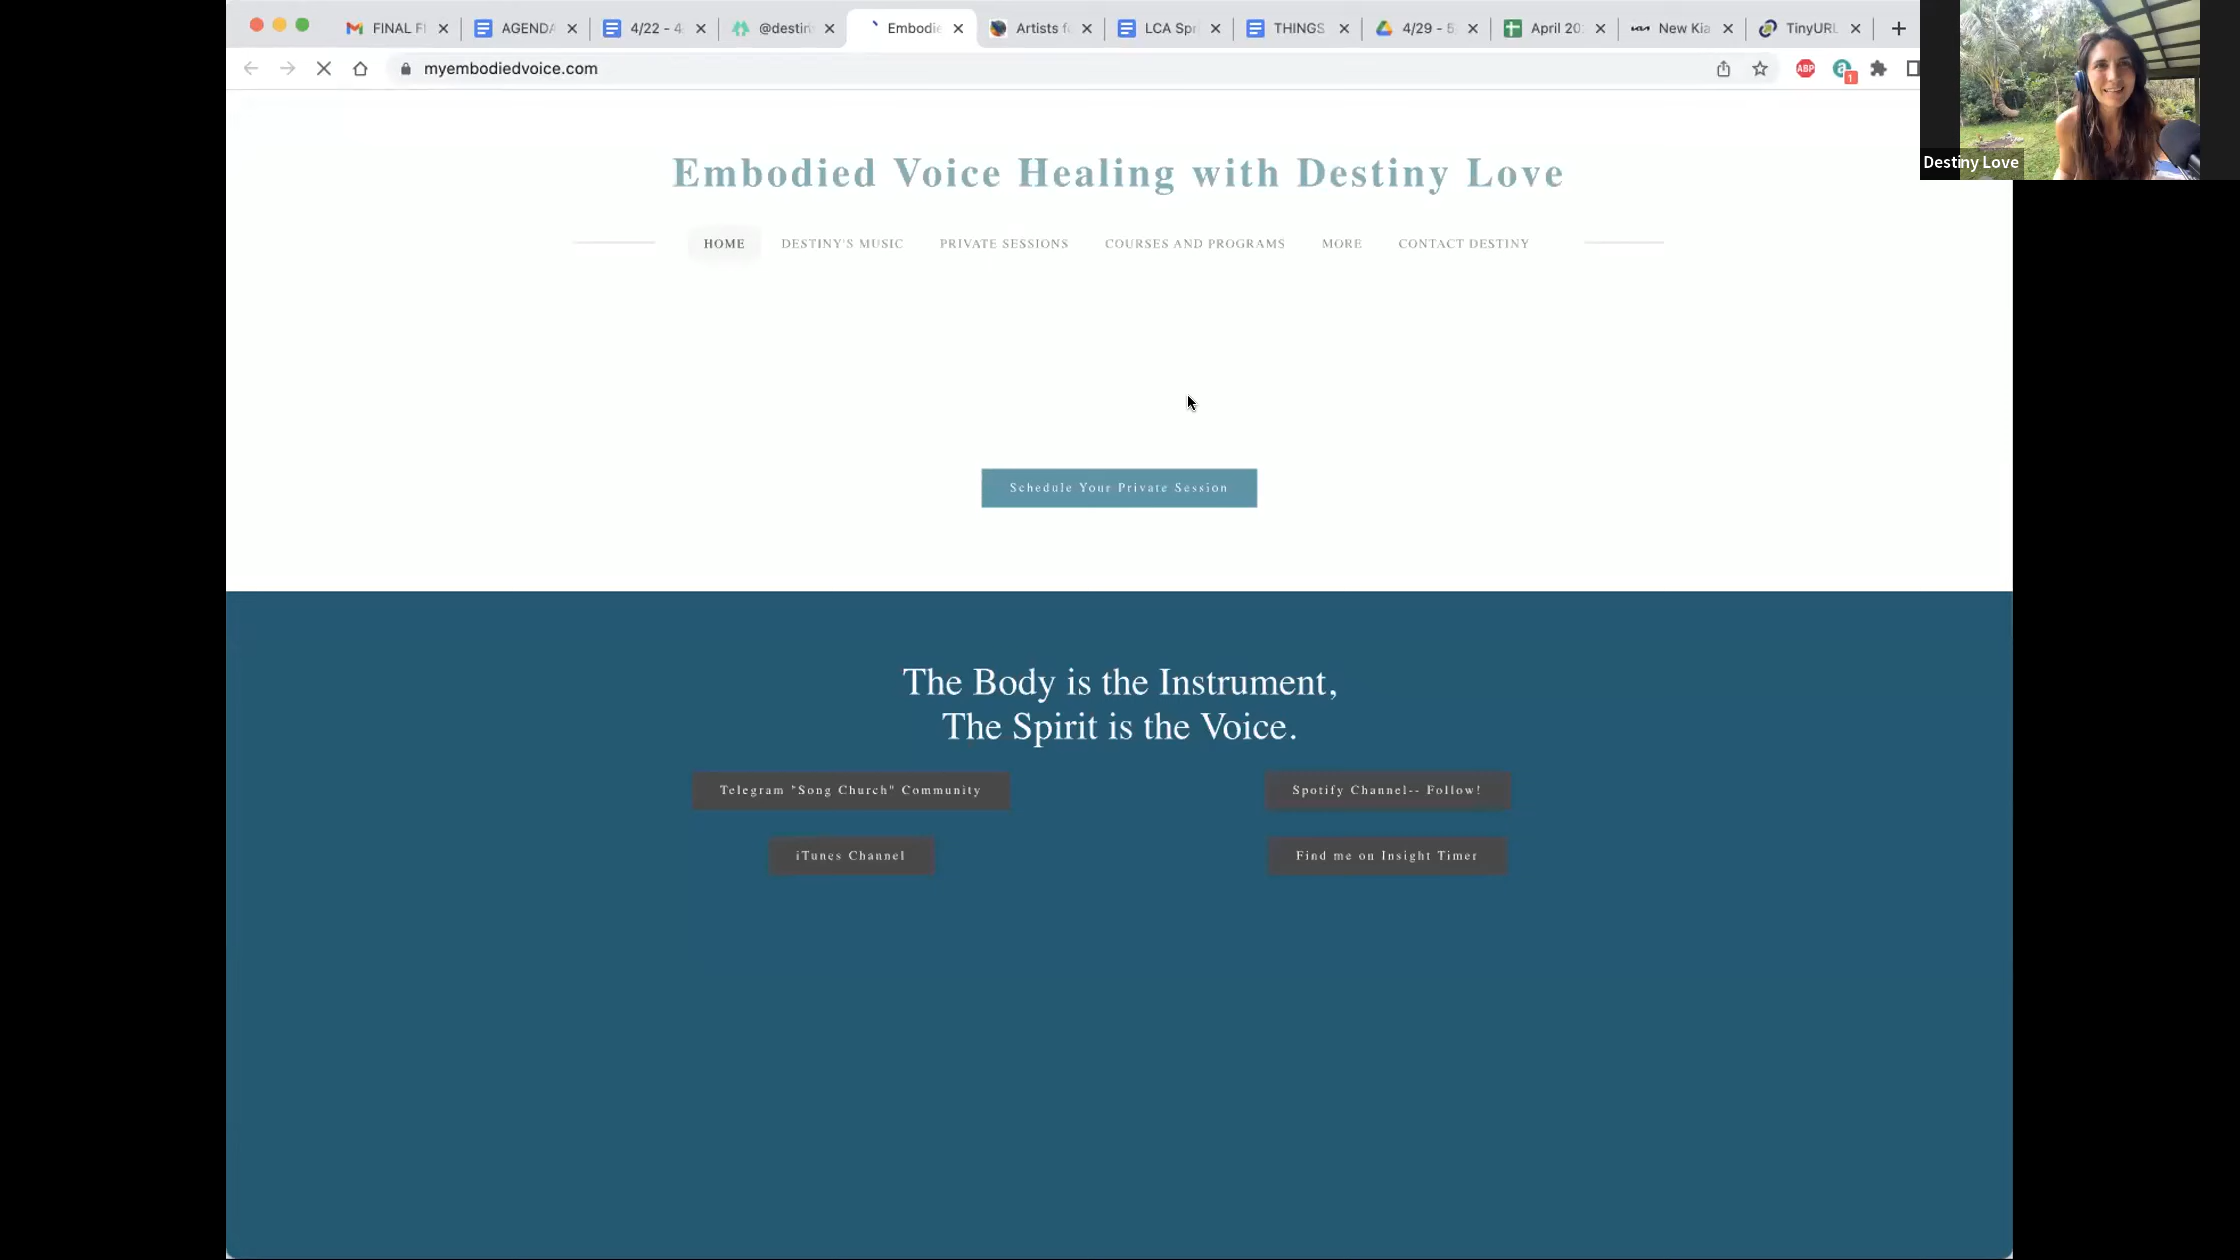 FINAL F
AGENDA
4/22 - 4
@destin
Embodie
Artists f
LCA Spr
THINGS
4/29 - 5
April 20
New Kia
TinyURL
myembodiedvoice.com
ABP
1
Destiny Love
Embodied Voice Healing with Destiny Love
HOME
DESTINY'S MUSIC
PRIVATE SESSIONS
COURSES AND PROGRAMS
MORE
CONTACT DESTINY
Schedule Your Private Session
The Body is the Instrument,
The Spirit is the Voice.
Telegram "Song Church" Community
Spotify Channel-- Follow!
iTunes Channel
Find me on Insight Timer